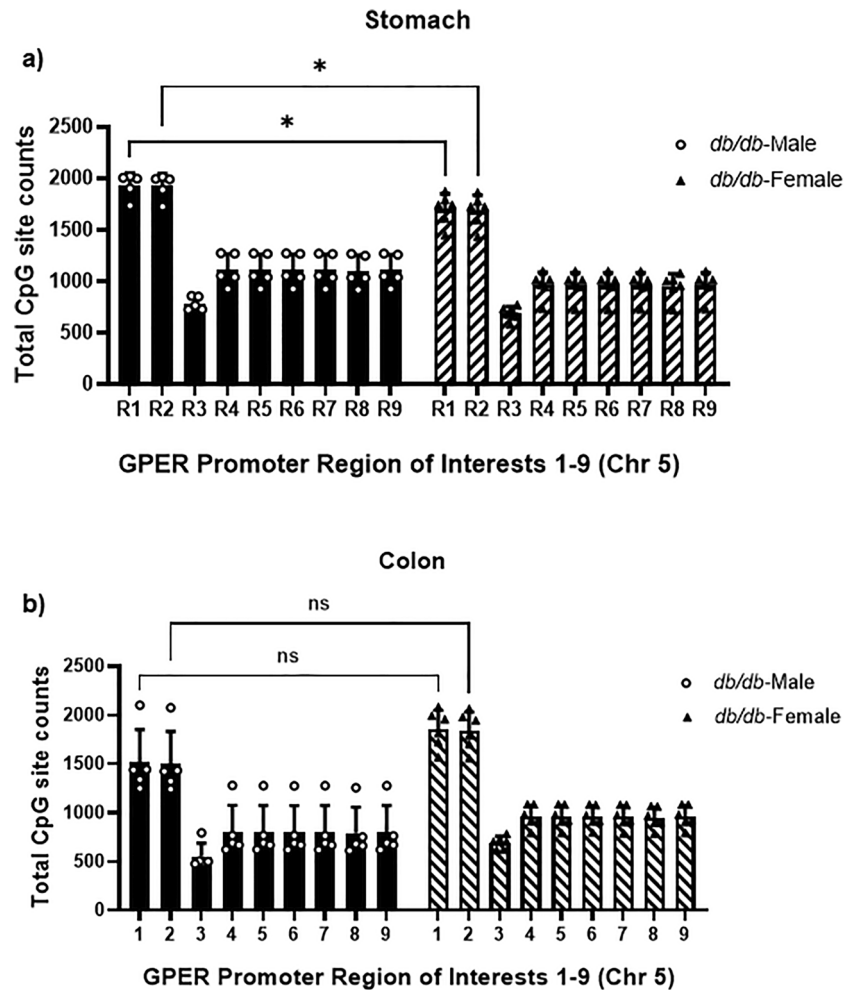 Stomach
a)
*
*
2500
2000
1500
1000
500
0
Total CpG site counts
db/db-Male
db/db-Female
R1 R2 R3 R4 R5 R6 R7 R8 R9 R1 R2 R3 R4 R5 R6 R7 R8 R9
GPER Promoter Region of Interests 1-9 (Chr 5)
Colon
b)
ns
ns
2500
2000
1500
1000
500
0
Total CpG site counts
db/db-Male
db/db-Female
1 2 3 4 5 6 7 8 9 1 2 3 4 5 6 7 8 9
GPER Promoter Region of Interests 1-9 (Chr 5)